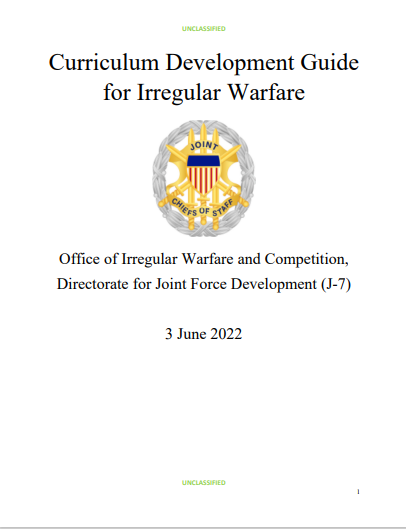 UNCLASSIFIED
Curriculum Development Guide
for Irregular Warfare
JOINT
CHIEFS OF STAFF
Office of Irregular Warfare and Competition,
Directorate for Joint Force Development (J-7)
3 June 2022
UNCLASSIFIED
1